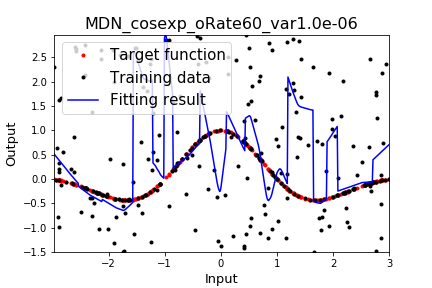 MDN_cosexp_oRate60_var1.0e-06
Target function
Training data
Fitting result
2.5
2.0
1.5
1.0
0.5
0.0
−0.5
−1.0
−1.5
−2
−1
0
1
2
3
Output
Input